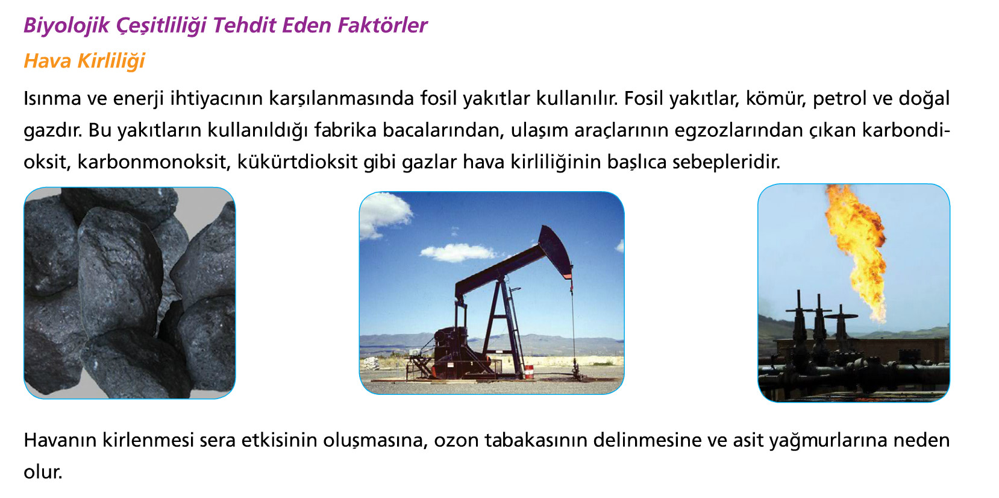 Biyolojik Çeşitliliği Tehdit Eden Faktörler
Hava Kirliliği
Isınma ve enerji ihtiyacının karşılanmasında fosil yakıtlar kullanılır. Fosil yakıtlar, kömür, petrol ve doğal
gazdır. Bu yakıtların kullanıldığı fabrika bacalarından, ulaşım araçlarının egzozlarından çıkan karbondi-
oksit, karbonmonoksit, kükürtdioksit gibi gazlar hava kirliliğinin başlıca sebepleridir.
Havanın kirlenmesi sera etkisinin oluşmasına, ozon tabakasının delinmesine ve asit yağmurlarına neden
olur.